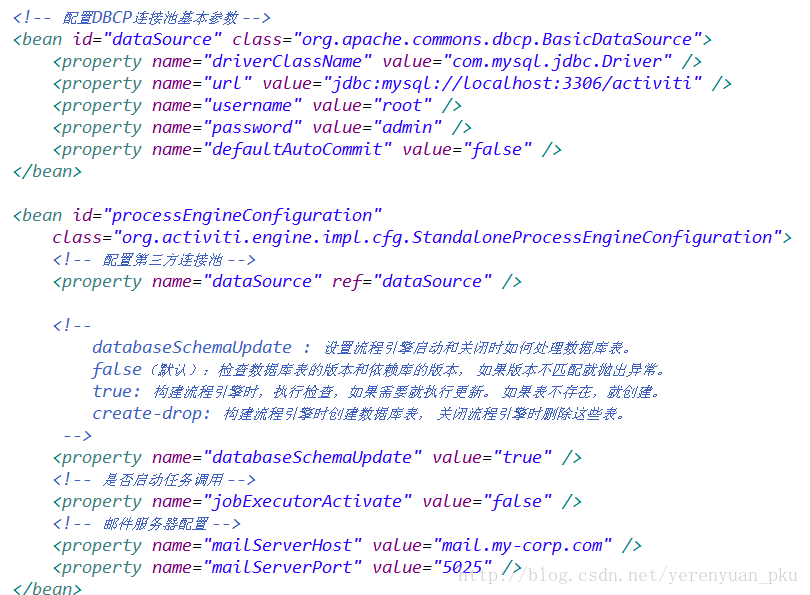 <!-- 配置DBCP连接池基本参数 -->
<bean id="dataSource" class="org.apache.commons.dbcp.BasicDataSource">
    <property name="driverClassName" value="com.mysql.jdbc.Driver" />
    <property name="url" value="jdbc:mysql://localhost:3306/activiti" />
    <property name="username" value="root" />
    <property name="password" value="admin" />
    <property name="defaultAutoCommit" value="false" />
</bean>
<bean id="processEngineConfiguration"
    class="org.activiti.engine.impl.cfg.StandaloneProcessEngineConfiguration">
    <!-- 配置第三方连接池 -->
    <property name="dataSource" ref="dataSource" />
    <!--
        databaseSchemaUpdate : 设置流程引擎启动和关闭时如何处理数据库表。
        false（默认）：检查数据库表的版本和依赖库的版本， 如果版本不匹配就抛出异常。
        true: 构建流程引擎时，执行检查，如果需要就执行更新。 如果表不存在，就创建。
        create-drop: 构建流程引擎时创建数据库表， 关闭流程引擎时删除这些表。
     -->
    <property name="databaseSchemaUpdate" value="true" />
    <!-- 是否启动任务调用 -->
    <property name="jobExecutorActivate" value="false" />
    <!-- 邮件服务器配置 -->
    <property name="mailServerHost" value="mail.my-corp.com" />
    <property name="mailServerPort" value="5025" />
http://blog.csdn.net/yerenyuan_pku
</bean>